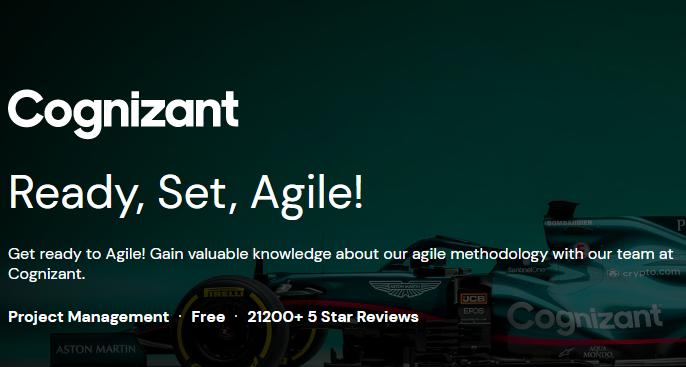 Cognizant
Ready, Set, Agile!
Get ready to Agile! Gain valuable knowledge about our agile methodology with our team at
Cognizant.
Project Management · Free · 21200+ 5 Star Reviews
BOMBARDIER
SentinelOne
crypto.com
ASTON MARTIN
PIRELLI
JCB
EPOS
Cognizant
ASTON MARTIN
AQUA
MONDO.